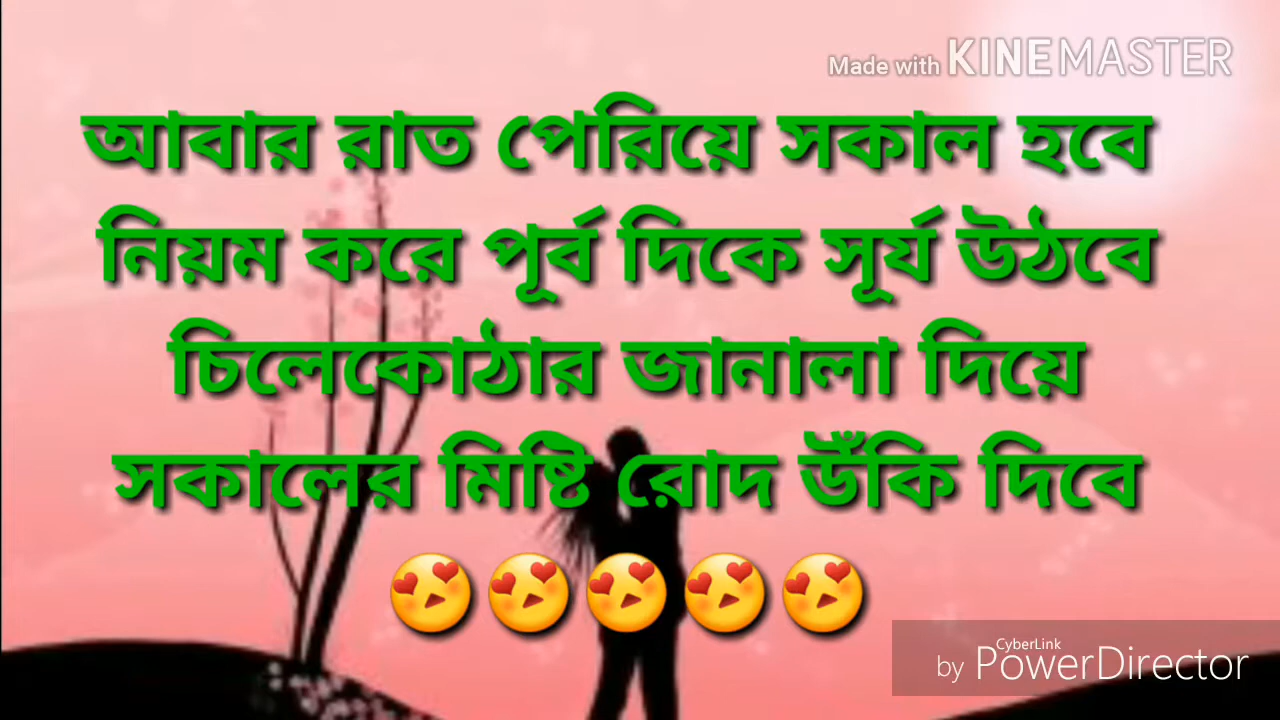 Made with KINEMASTER
আবার রাত পেরিয়ে সকাল হবে
নিয়ম করে পূর্ব দিকে সূর্য উঠবে
চিলেকোঠার জানালা দিয়ে
সকালের মিষ্টি রোদ উঁকি দিবে
😍😍😍😍😍
CyberLink
by PowerDirector